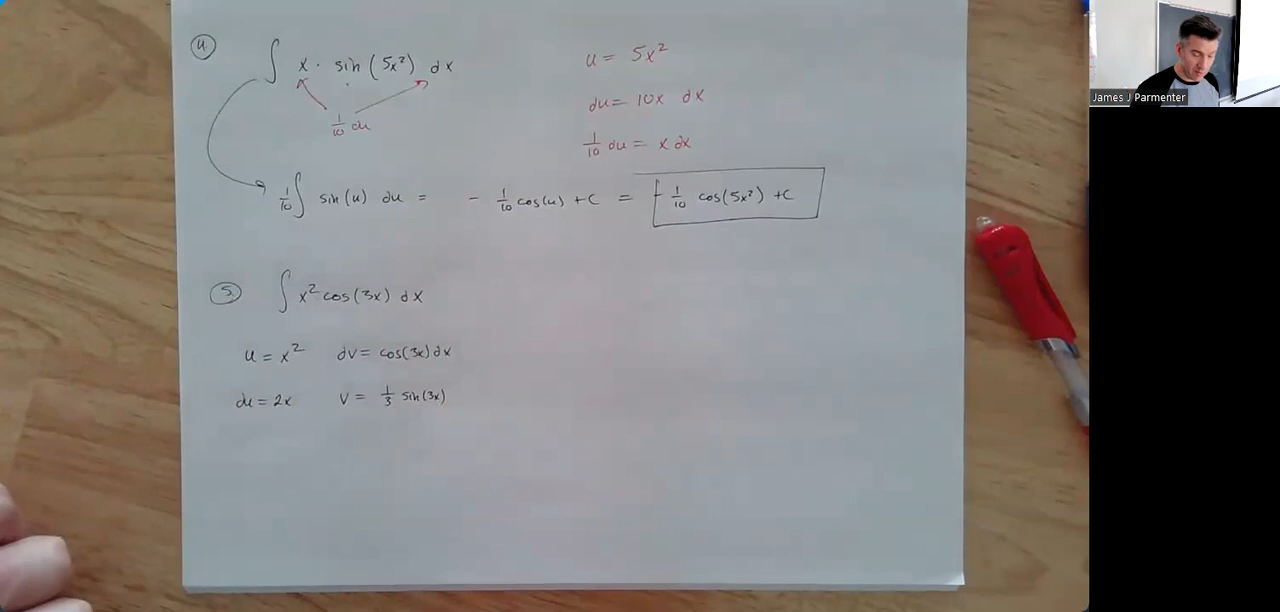 4.
∫ x · sin(5x²) dx
u = 5x²
du = 10x dx
1/10 du
1/10 du = x dx
1/10 ∫ sin(u) du = - 1/10 cos(u) + C = - 1/10 cos(5x²) + C
5.
∫ x² cos(3x) dx
u = x² dv = cos(3x) dx
du = 2x v = 1/3 sin(3x)
James J Parmenter